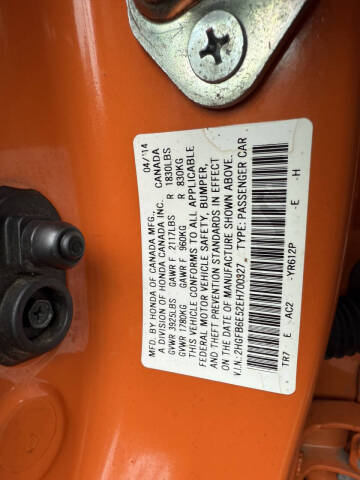 04/14
MFD. BY HONDA OF CANADA MFG., CANADA
A DIVISION OF HONDA CANADA INC.
GVWR 3925LBS GAWR F 2117LBS R 1830LBS
GVWR 1780KG GAWR F 960KG R 830KG
THIS VEHICLE CONFORMS TO ALL APPLICABLE
FEDERAL MOTOR VEHICLE SAFETY, BUMPER,
AND THEFT PREVENTION STANDARDS IN EFFECT
ON THE DATE OF MANUFACTURE SHOWN ABOVE.
V.I.N.: 2HGFB6E52EH700327 TYPE: PASSENGER CAR
TR7 E AC2 -YR612P -E -H